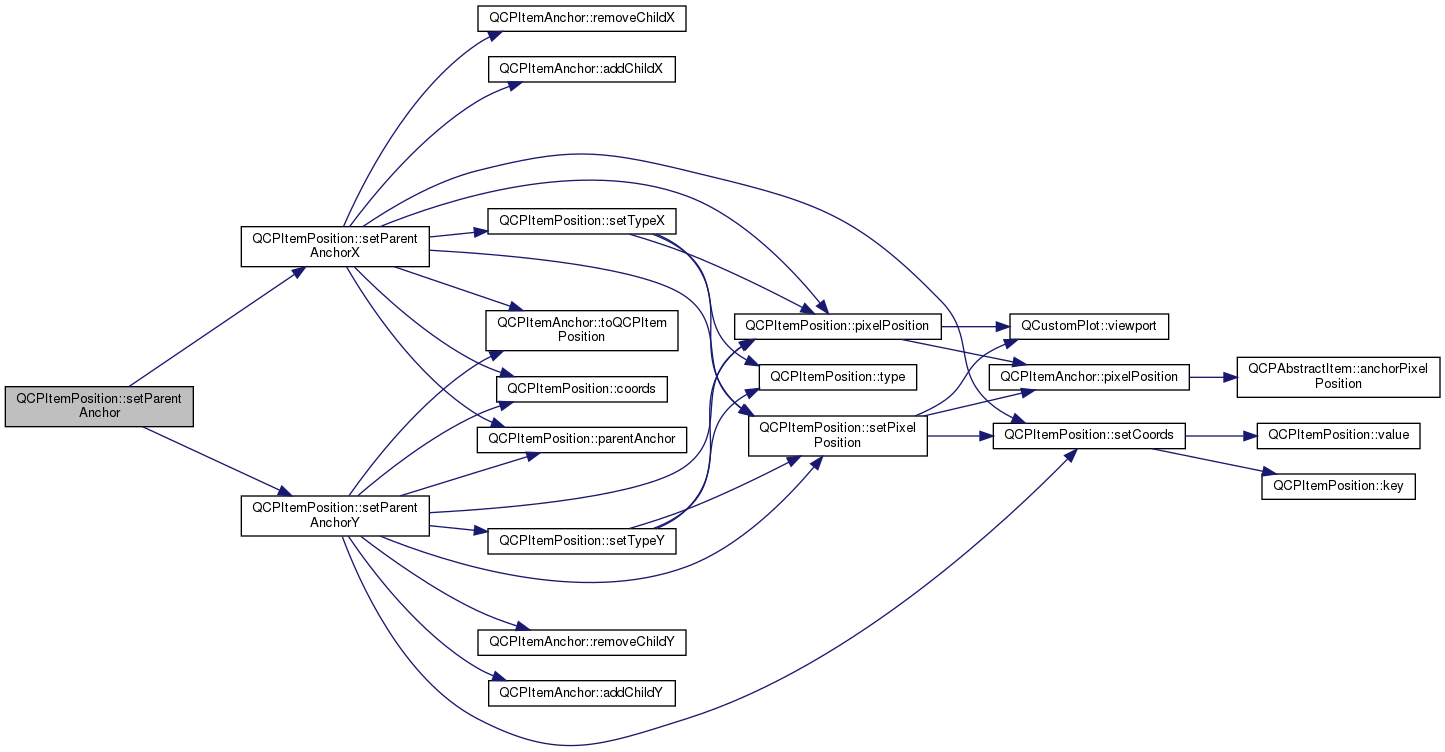 QCPItemPosition::setParent
Anchor
QCPItemPosition::setParent
AnchorX
QCPItemPosition::setParent
AnchorY
QCPItemAnchor::removeChildX
QCPItemAnchor::addChildX
QCPItemPosition::setTypeX
QCPItemAnchor::toQCPItem
Position
QCPItemPosition::coords
QCPItemPosition::parentAnchor
QCPItemPosition::setTypeY
QCPItemAnchor::removeChildY
QCPItemAnchor::addChildY
QCPItemPosition::pixelPosition
QCPItemPosition::type
QCPItemPosition::setPixel
Position
QCustomPlot::viewport
QCPItemAnchor::pixelPosition
QCPItemPosition::setCoords
QCPAbstractItem::anchorPixel
Position
QCPItemPosition::value
QCPItemPosition::key